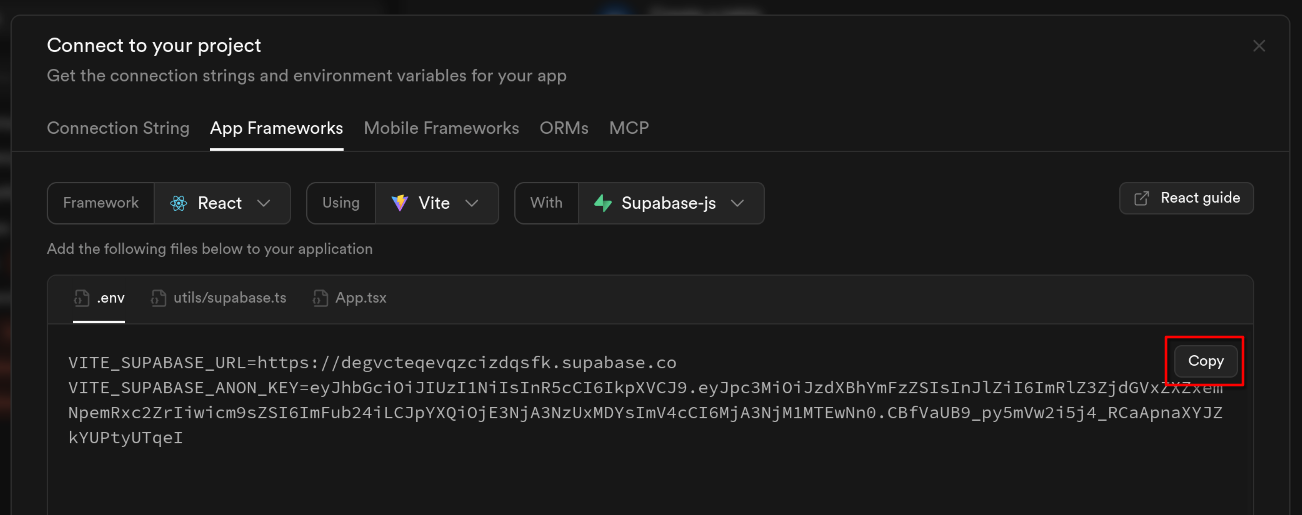 Connect to your project
Get the connection strings and environment variables for your app
Connection String App Frameworks Mobile Frameworks ORMs MCP
Framework React Using Vite With Supabase-js React guide
Add the following files below to your application
.env utils/supabase.ts App.tsx
Copy
VITE_SUPABASE_URL=https://degvcteqevqzcizdqsfk.supabase.co
VITE_SUPABASE_ANON_KEY=eyJhbGciOiJIUzI1NiIsInR5cCI6IkpXVCJ9.eyJpc3MiOiJzdXBhYmFzZSIsInJlZiI6ImRlZ3ZjdGVxZXZxem
NpemRxc2ZrIiwicm9sZSI6ImFub24iLCJpYXQiOjE3NjA3NzUxMDYsImV4cCI6MjA3NjM1MTEwNn0.CBfVaUB9_py5mVw2i5j4_RCaApnaXYJZ
kYUPtyUTqeI